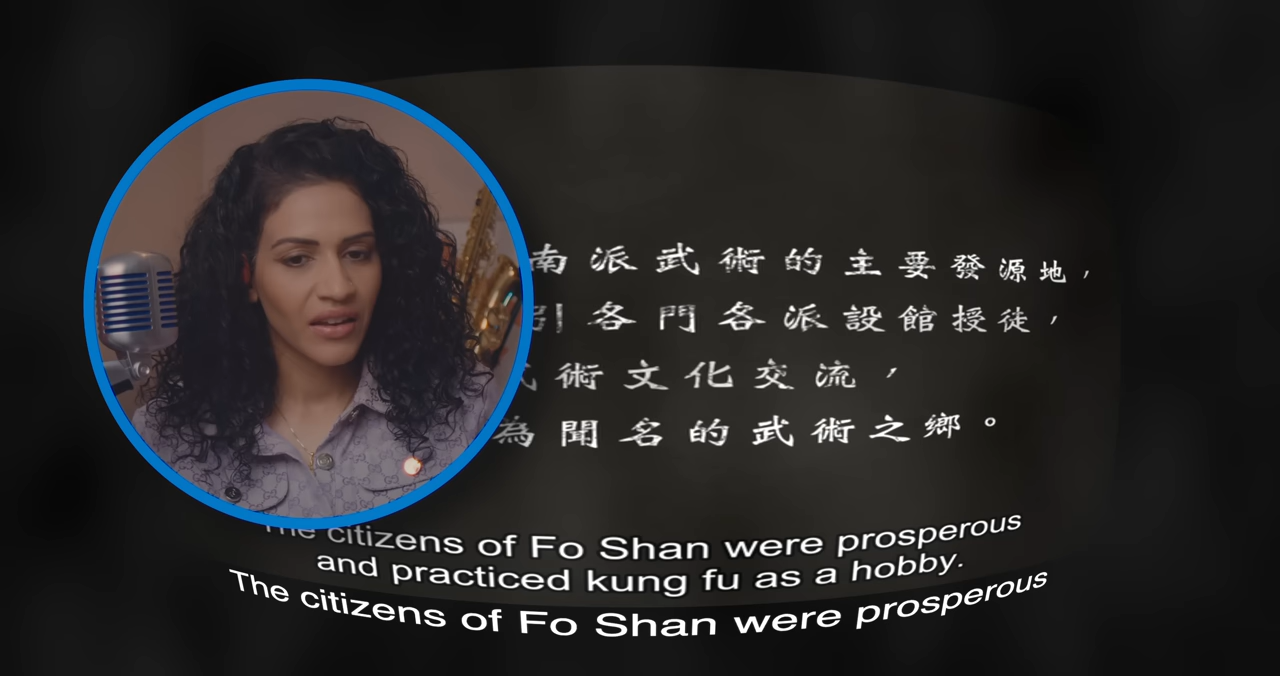 南派武術的主要發源地，
引各門各派設館授徒，
術文化交流，
為聞名的武術之鄉。
The citizens of Fo Shan were prosperous
and practiced kung fu as a hobby.
The citizens of Fo Shan were prosperous